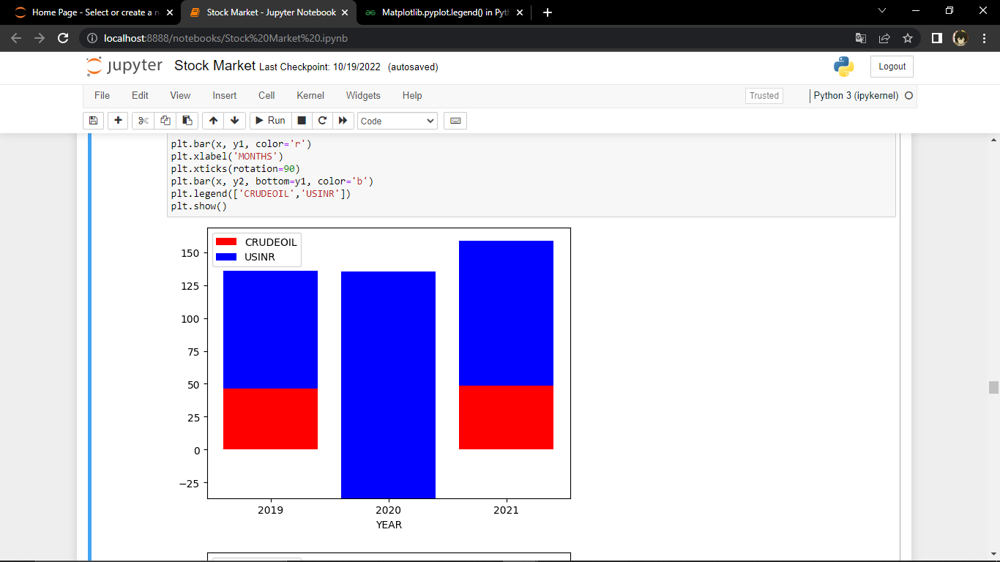 Home Page - Select or create a n
Stock Market - Jupyter Notebook
Matplotlib.pyplot.legend() in Pyth
localhost:8888/notebooks/Stock%20Market%20.ipynb
jupyter Stock Market Last Checkpoint: 10/19/2022 (autosaved)
Logout
File Edit View Insert Cell Kernel Widgets Help
Trusted
Python 3 (ipykernel)
Run
Code
plt.bar(x, y1, color='r')
plt.xlabel('MONTHS')
plt.xticks(rotation=90)
plt.bar(x, y2, bottom=y1, color='b')
plt.legend(['CRUDEOIL','USINR'])
plt.show()
CRUDEOIL
USINR
150
125
100
75
50
25
0
−25
2019 2020 2021
YEAR